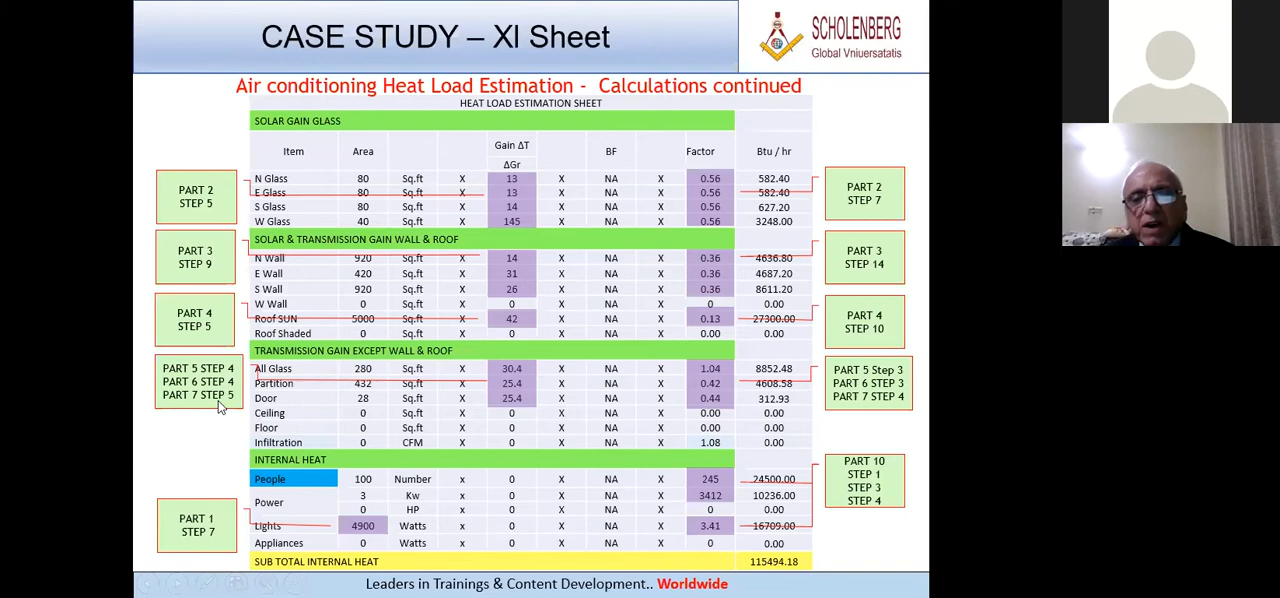 CASE STUDY – XI Sheet
SCHOLENBERG
Global Vniuersatatis
Air conditioning Heat Load Estimation - Calculations continued
HEAT LOAD ESTIMATION SHEET
SOLAR GAIN GLASS
Item Area Gain ΔT BF Factor Btu / hr
ΔGr
N Glass 80 Sq.ft X 13 X NA X 0.56 582.40
E Glass 80 Sq.ft X 13 X NA X 0.56 582.40
S Glass 80 Sq.ft X 14 X NA X 0.56 627.20
W Glass 40 Sq.ft X 145 X NA X 0.56 3248.00
SOLAR & TRANSMISSION GAIN WALL & ROOF
N Wall 920 Sq.ft X 14 X NA X 0.36 4636.80
E Wall 420 Sq.ft X 31 X NA X 0.36 4687.20
S Wall 920 Sq.ft X 26 X NA X 0.36 8611.20
W Wall 0 Sq.ft X 0 X NA X 0 0.00
Roof SUN 5000 Sq.ft X 42 X NA X 0.13 27300.00
Roof Shaded 0 Sq.ft X 0 X NA X 0.00 0.00
TRANSMISSION GAIN EXCEPT WALL & ROOF
All Glass 280 Sq.ft X 30.4 X NA X 1.04 8852.48
Partition 432 Sq.ft X 25.4 X NA X 0.42 4608.58
Door 28 Sq.ft X 25.4 X NA X 0.44 312.93
Ceiling 0 Sq.ft X 0 X NA X 0.00 0.00
Floor 0 Sq.ft X 0 X NA X 0.00 0.00
Infiltration 0 CFM X 0 X NA X 1.08 0.00
INTERNAL HEAT
People 100 Number x 0 X NA X 245 24500.00
Power 3 Kw x 0 X NA X 3412 10236.00
0 HP x 0 X NA X 0 0.00
Lights 4900 Watts x 0 X NA X 3.41 16709.00
Appliances 0 Watts x 0 X NA X 0 0.00
SUB TOTAL INTERNAL HEAT 115494.18
PART 2
STEP 5
PART 3
STEP 9
PART 4
STEP 5
PART 5 STEP 4
PART 6 STEP 4
PART 7 STEP 5
PART 1
STEP 7
PART 2
STEP 7
PART 3
STEP 14
PART 4
STEP 10
PART 5 Step 3
PART 6 STEP 3
PART 7 STEP 4
PART 10
STEP 1
STEP 3
STEP 4
Leaders in Trainings & Content Development.. Worldwide